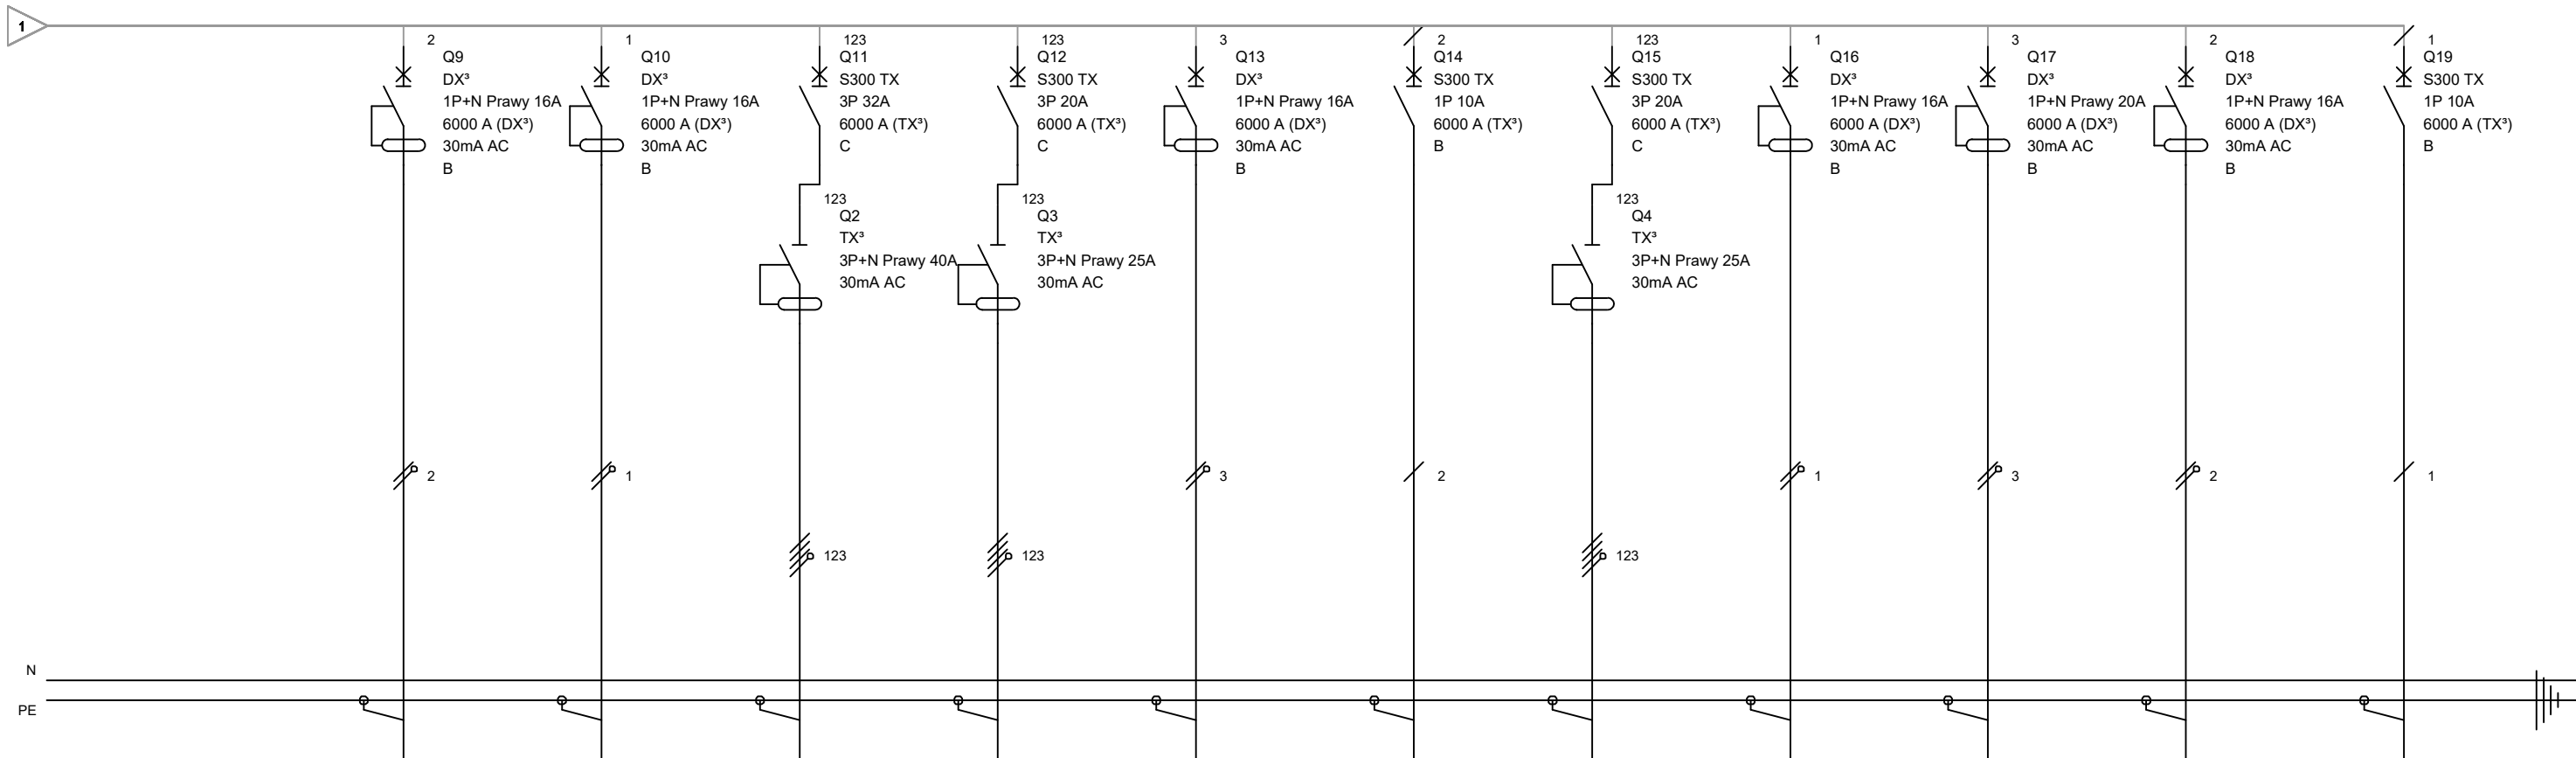 1
2
Q9
DX³
1P+N Prawy 16A
6000 A (DX³)
30mA AC
B
1
Q10
DX³
1P+N Prawy 16A
6000 A (DX³)
30mA AC
B
123
Q11
S300 TX
3P 32A
6000 A (TX³)
C
123
Q12
S300 TX
3P 20A
6000 A (TX³)
C
3
Q13
DX³
1P+N Prawy 16A
6000 A (DX³)
30mA AC
B
2
Q14
S300 TX
1P 10A
6000 A (TX³)
B
123
Q15
S300 TX
3P 20A
6000 A (TX³)
C
1
Q16
DX³
1P+N Prawy 16A
6000 A (DX³)
30mA AC
B
3
Q17
DX³
1P+N Prawy 20A
6000 A (DX³)
30mA AC
B
2
Q18
DX³
1P+N Prawy 16A
6000 A (DX³)
30mA AC
B
1
Q19
S300 TX
1P 10A
6000 A (TX³)
B
123
Q2
TX³
3P+N Prawy 40A
30mA AC
123
Q3
TX³
3P+N Prawy 25A
30mA AC
123
Q4
TX³
3P+N Prawy 25A
30mA AC
2
1
3
2
1
3
2
1
123
123
123
N
PE